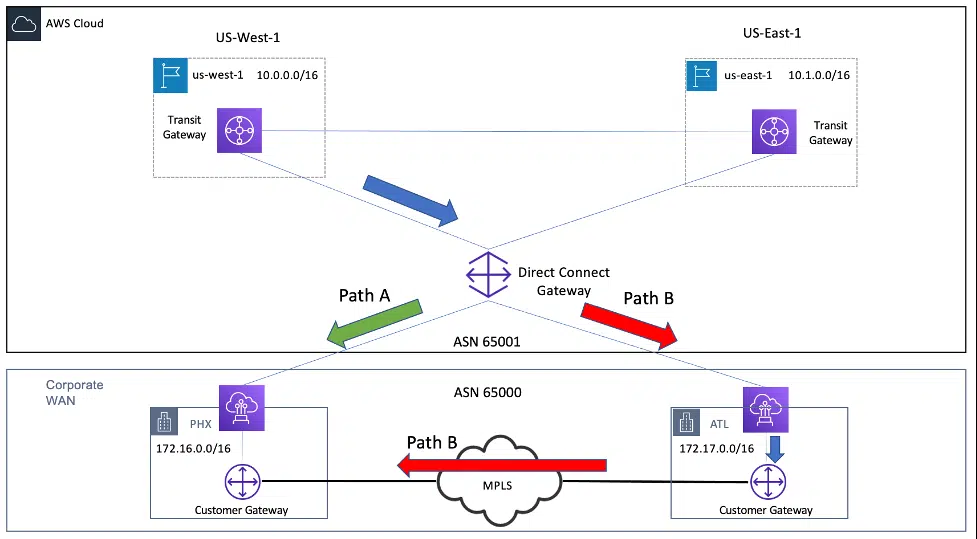 AWS Cloud
US-West-1
US-East-1
us-west-1 10.0.0.0/16
us-east-1 10.1.0.0/16
Transit
Gateway
Transit
Gateway
Direct Connect
Gateway
Path A
Path B
ASN 65001
Corporate
WAN
ASN 65000
PHX
ATL
172.16.0.0/16
172.17.0.0/16
Path B
MPLS
Customer Gateway
Customer Gateway